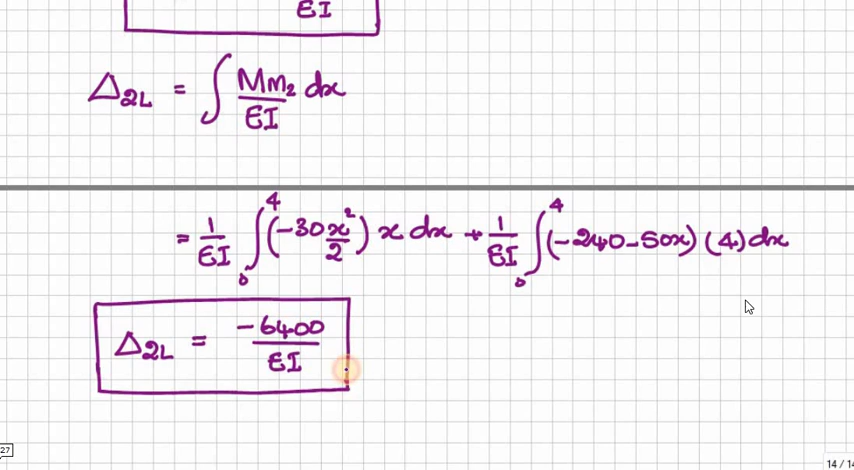 EI
Δ2L = ∫ Mm₂/EI dx
= 1/EI ∫₀⁴ (-30x²/2) x dx + 1/EI ∫₀⁴ (-240-50x) (4) dx
Δ2L = -6400/EI
27
14 / 14